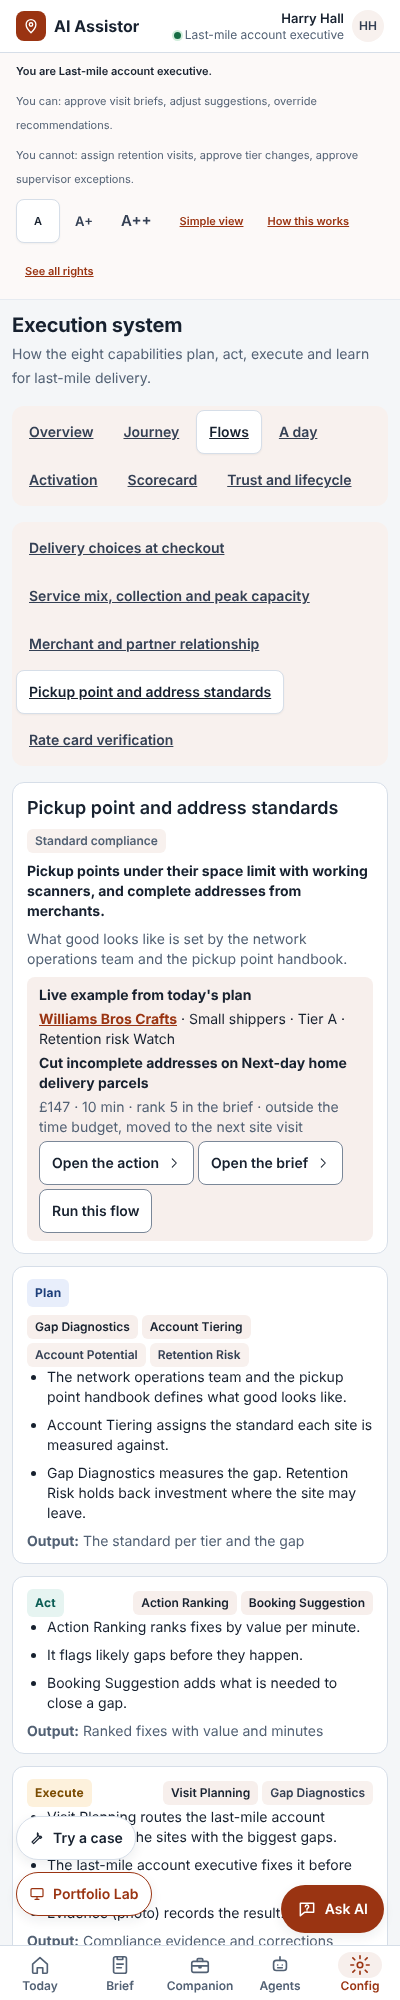 AI Assistor
Harry Hall
Last-mile account executive
HH
You are Last-mile account executive.
You can: approve visit briefs, adjust suggestions, override
recommendations.
You cannot: assign retention visits, approve tier changes, approve
supervisor exceptions.
A
A+
A++
Simple view
How this works
See all rights
Execution system
How the eight capabilities plan, act, execute and learn
for last-mile delivery.
Overview
Journey
Flows
A day
Activation
Scorecard
Trust and lifecycle
Delivery choices at checkout
Service mix, collection and peak capacity
Merchant and partner relationship
Pickup point and address standards
Rate card verification
Pickup point and address standards
Standard compliance
Pickup points under their space limit with working
scanners, and complete addresses from
merchants.
What good looks like is set by the network
operations team and the pickup point handbook.
Live example from today's plan
Williams Bros Crafts · Small shippers · Tier A ·
Retention risk Watch
Cut incomplete addresses on Next-day home
delivery parcels
£147 · 10 min · rank 5 in the brief · outside the
time budget, moved to the next site visit
Open the action
Open the brief
Run this flow
Plan
Gap Diagnostics
Account Tiering
Account Potential
Retention Risk
• The network operations team and the pickup
point handbook defines what good looks like.
• Account Tiering assigns the standard each site is
measured against.
• Gap Diagnostics measures the gap. Retention
Risk holds back investment where the site may
leave.
Output: The standard per tier and the gap
Act
Action Ranking
Booking Suggestion
• Action Ranking ranks fixes by value per minute.
• It flags likely gaps before they happen.
• Booking Suggestion adds what is needed to
close a gap.
Output: Ranked fixes with value and minutes
Execute
Visit Planning
Gap Diagnostics
• Visit Planning routes the last-mile account
he sites with the biggest gaps.
Try a case
• The last-mile account executive fixes it before
Portfolio Lab
Evidence (photo) records the result.
Ask AI
Output: Compliance evidence and corrections
Today
Brief
Companion
Agents
Config